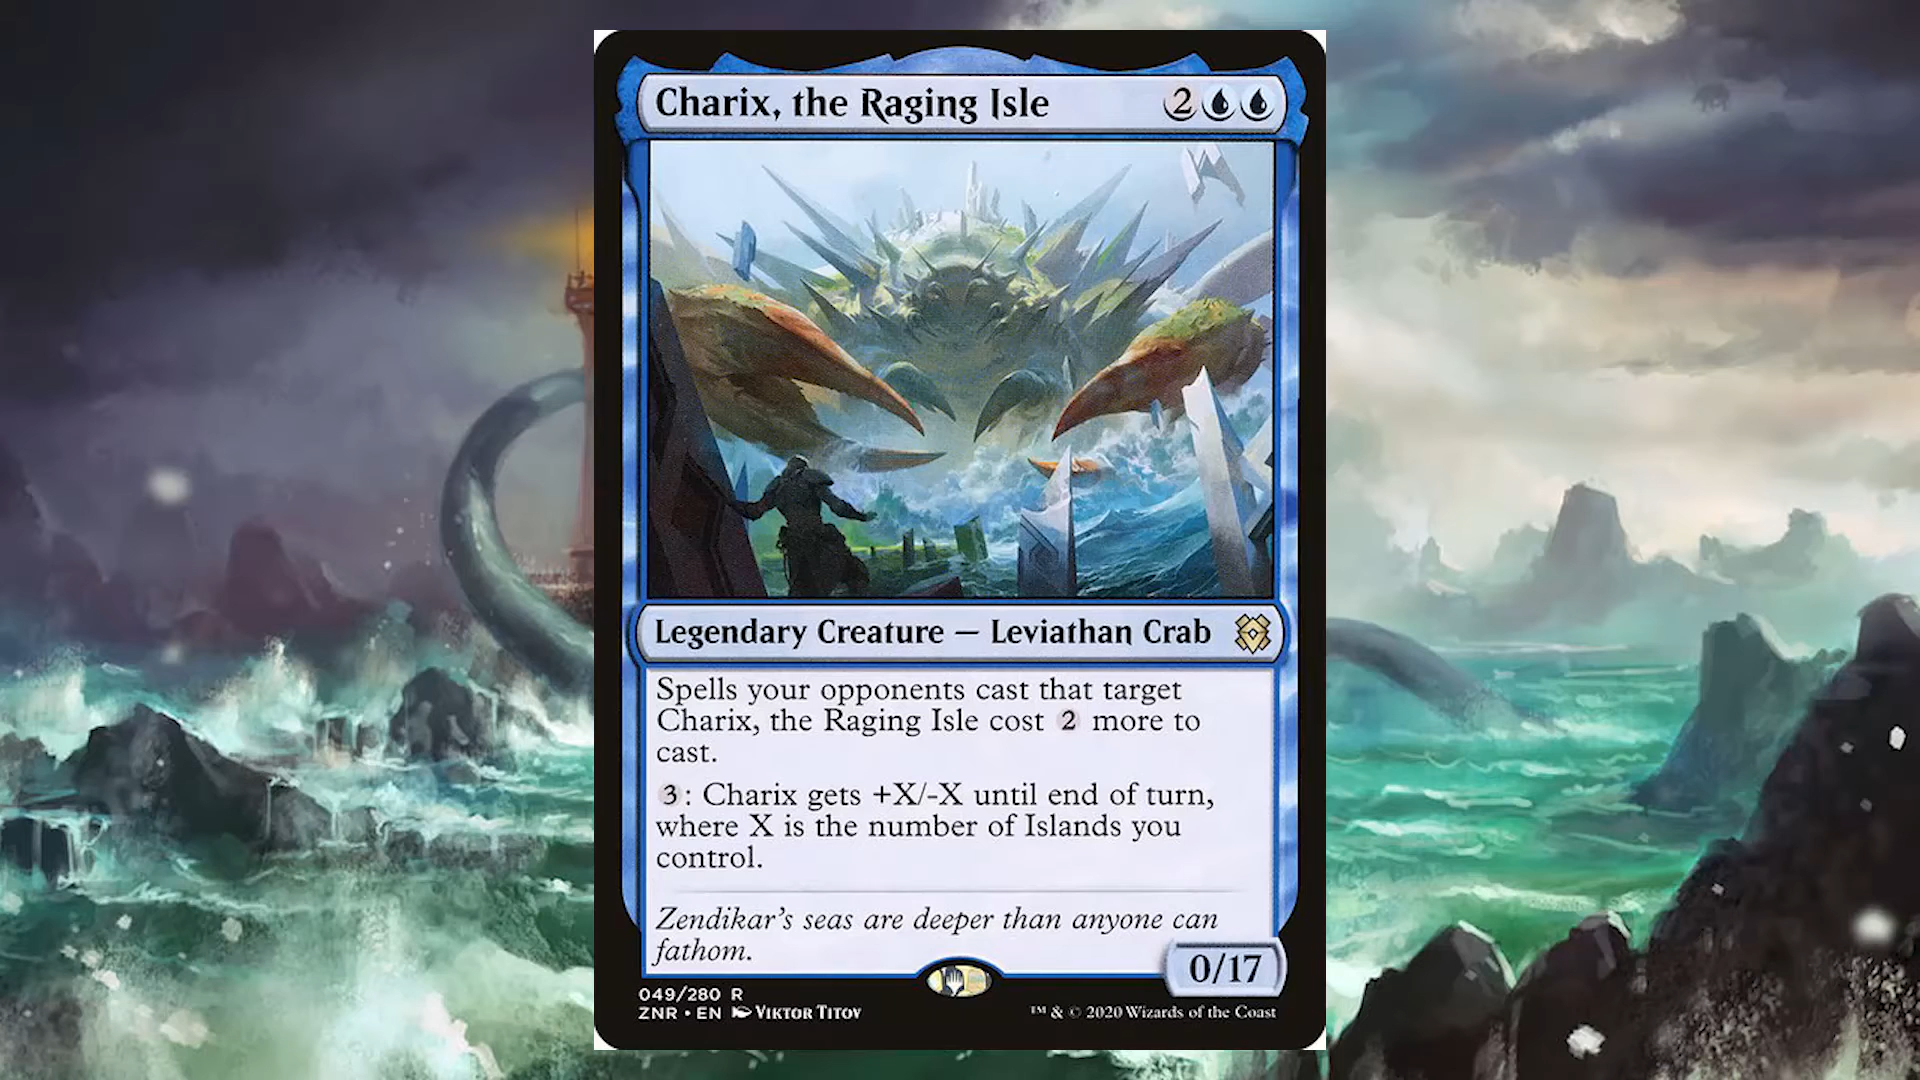 Charix, the Raging Isle 2
Legendary Creature — Leviathan Crab
Spells your opponents cast that target
Charix, the Raging Isle cost 2 more to
cast.
3: Charix gets +X/-X until end of turn,
where X is the number of Islands you
control.
Zendikar's seas are deeper than anyone can
fathom.
0/17
049/280 R
ZNR • EN Viktor Titov
™ & © 2020 Wizards of the Coast